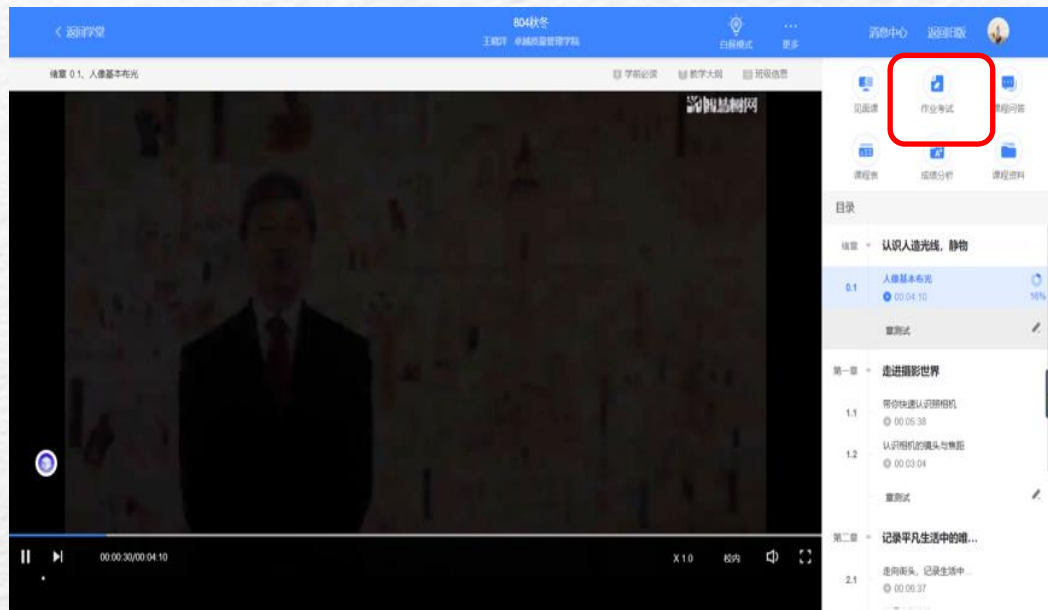 返回学堂
804秋冬
王晓洋 卓越质量管理学院
白昼模式
更多
消息中心 返回旧版
绪章 0.1、人像基本布光
学前必读 教学大纲 班级信息
智慧树网
见面课 作业考试 课程问答
课程表 成绩分析 课程资料
目录
绪章 认识人造光线，静物
0.1 人像基本布光
00:04:10 16%
章测试
第一章 走进摄影世界
1.1 带你快速认识照相机
00:05:38
1.2 认识相机的镜头与焦距
00:03:04
章测试
第二章 记录平凡生活中的唯...
2.1 走向街头，记录生活中...
00:06:37
00:00:30/00:04:10
X 1.0 校内